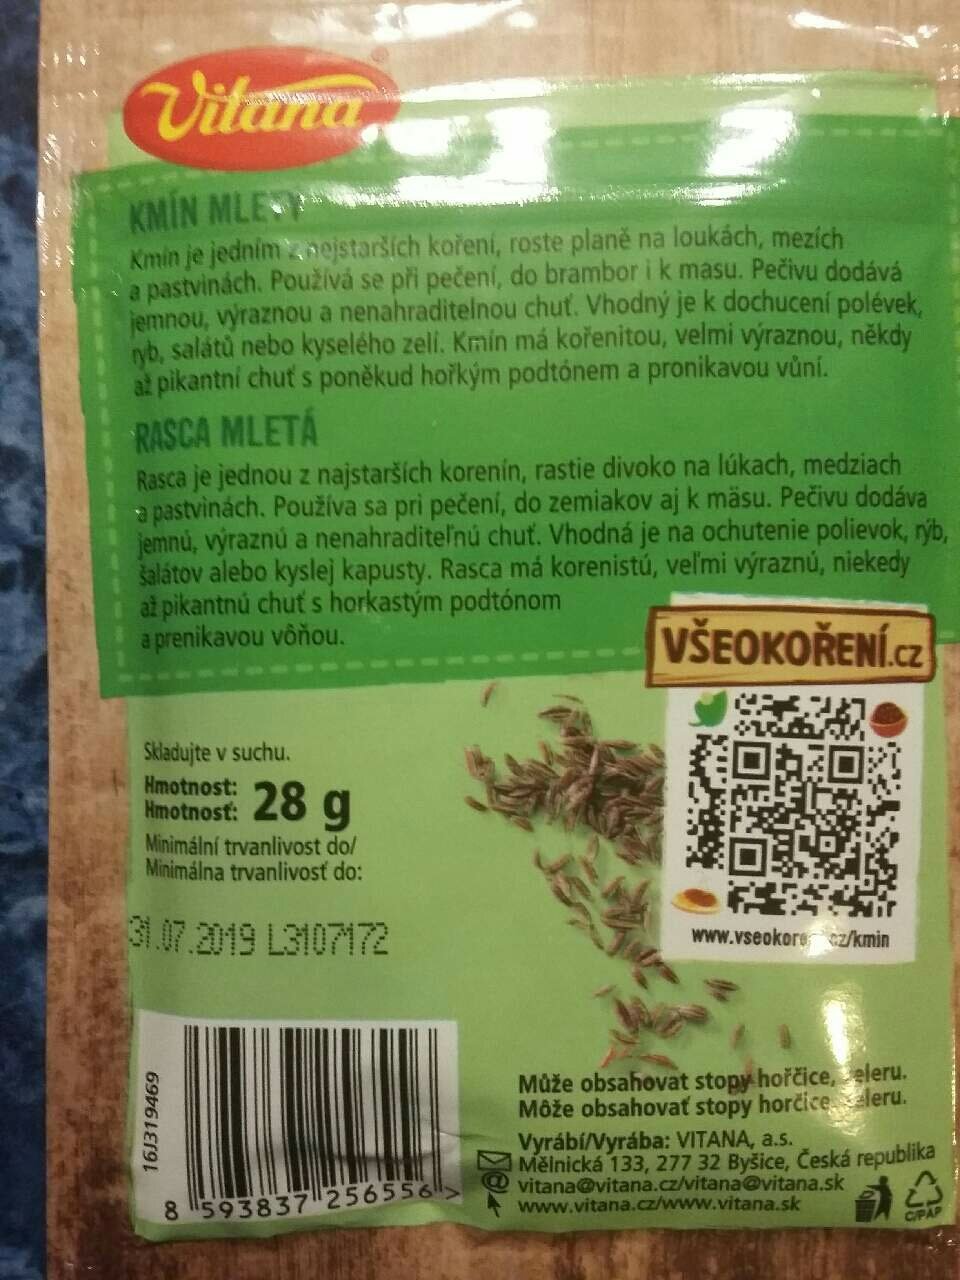 Vitana
KMÍN MLETÝ
Kmín je jedním z nejstarších koření, roste planě na loukách, mezích
a pastvinách. Používá se při pečení, do brambor i k masu. Pečivu dodává
jemnou, výraznou a nenahraditelnou chuť. Vhodný je k dochucení polévek,
ryb, salátů nebo kyselého zelí. Kmín má kořenitou, velmi výraznou, někdy
až pikantní chuť s poněkud hořkým podtónem a pronikavou vůní.
RASCA MLETÁ
Rasca je jednou z najstarších korenín, rastie divoko na lúkach, medziach
a pastvinách. Používa sa pri pečení, do zemiakov aj k mäsu. Pečivu dodáva
jemnú, výraznú a nenahraditeľnú chuť. Vhodná je na ochutenie polievok, rýb,
šalátov alebo kyslej kapusty. Rasca má korenistú, veľmi výraznú, niekedy
až pikantnú chuť s horkastým podtónom
a prenikavou vôňou.
VŠEOKOŘENÍ.cz
www.vseokoreni.cz/kmin
Skladujte v suchu.
Hmotnost:
Hmotnosť: 28 g
Minimální trvanlivost do/
Minimálna trvanlivosť do:
31.07.2019 L3107172
16J319469
8 593837 256556 >
Může obsahovat stopy hořčice, celeru.
Môže obsahovať stopy horčice, zeleru.
Vyrábí/Vyrába: VITANA, a.s.
Mělnická 133, 277 32 Byšice, Česká republika
@ vitana@vitana.cz/vitana@vitana.sk
www.vitana.cz/www.vitana.sk
C/PAP